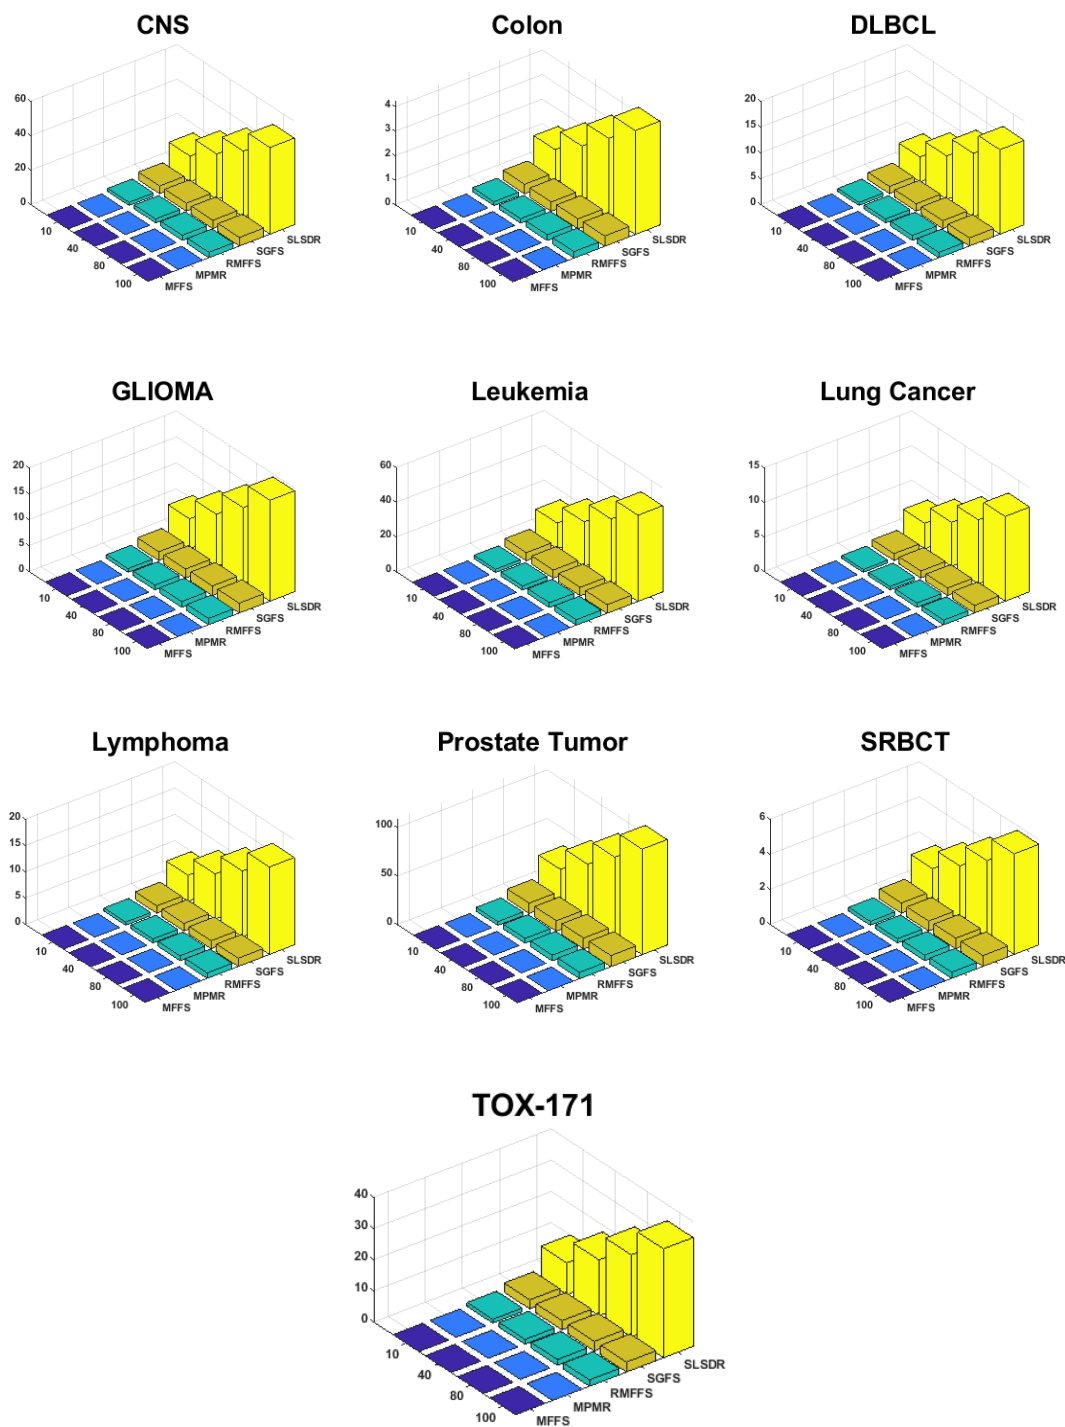 CNS
60
40
20
0
10
40
80
100
MFFS
MPMR
RMFFS
SGFS
SLSDR
Colon
4
3
2
1
0
10
40
80
100
MFFS
MPMR
RMFFS
SGFS
SLSDR
DLBCL
20
15
10
5
0
10
40
80
100
MFFS
MPMR
RMFFS
SGFS
SLSDR
GLIOMA
20
15
10
5
0
10
40
80
100
MFFS
MPMR
RMFFS
SGFS
SLSDR
Leukemia
60
40
20
0
10
40
80
100
MFFS
MPMR
RMFFS
SGFS
SLSDR
Lung Cancer
15
10
5
0
10
40
80
100
MFFS
MPMR
RMFFS
SGFS
SLSDR
Lymphoma
20
15
10
5
0
10
40
80
100
MFFS
MPMR
RMFFS
SGFS
SLSDR
Prostate Tumor
100
50
0
10
40
80
100
MFFS
MPMR
RMFFS
SGFS
SLSDR
SRBCT
6
4
2
0
10
40
80
100
MFFS
MPMR
RMFFS
SGFS
SLSDR
TOX-171
40
30
20
10
0
10
40
80
100
MFFS
MPMR
RMFFS
SGFS
SLSDR